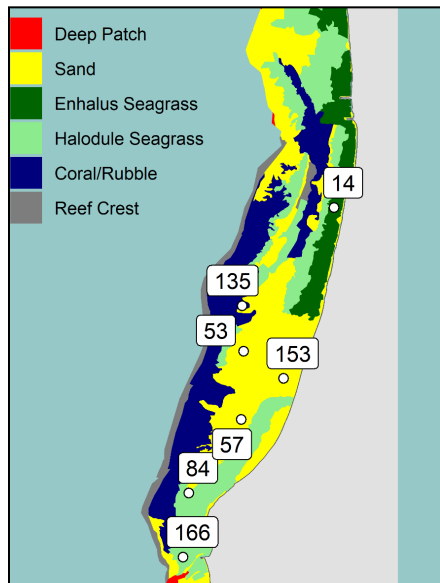 Deep Patch
Sand
Enhalus Seagrass
Halodule Seagrass
Coral/Rubble
Reef Crest
14
135
53
153
57
84
166